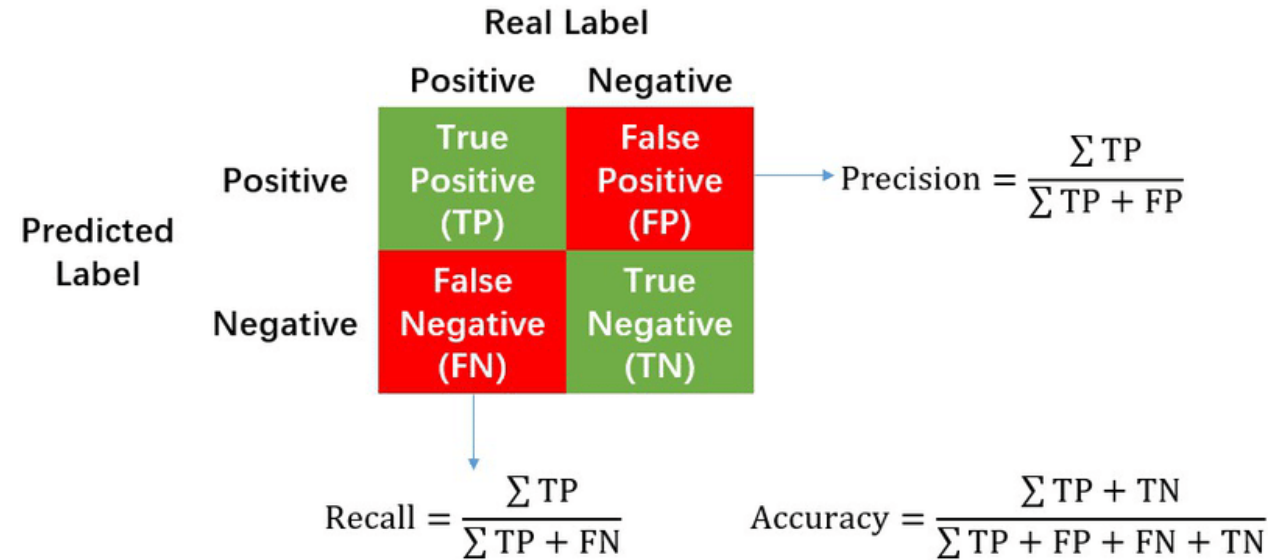 Real Label
Positive Negative
Predicted
Label
Positive
True
Positive
(TP)
False
Positive
(FP)
Precision = ∑ TP / ∑ TP + FP
Negative
False
Negative
(FN)
True
Negative
(TN)
Recall = ∑ TP / ∑ TP + FN
Accuracy = ∑ TP + TN / ∑ TP + FP + FN + TN